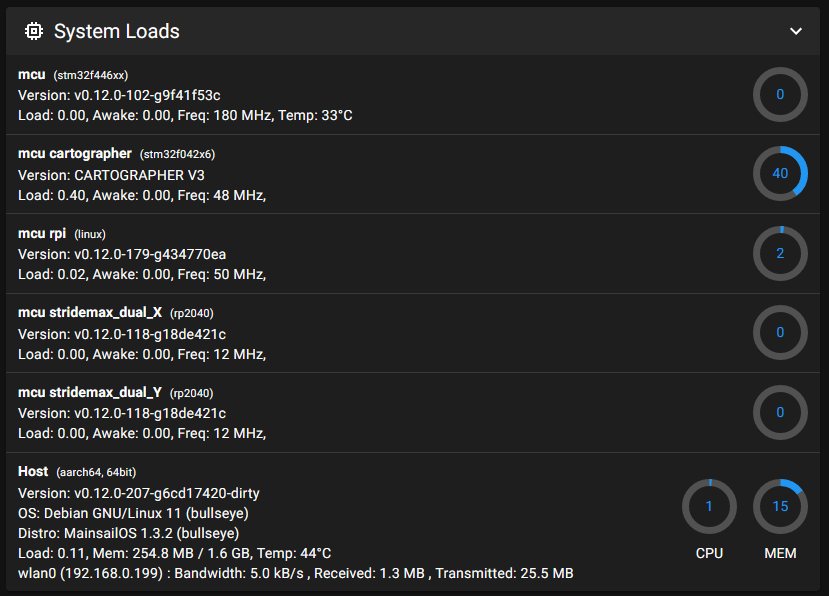 System Loads
mcu (stm32f446xx)
Version: v0.12.0-102-g9f41f53c
Load: 0.00, Awake: 0.00, Freq: 180 MHz, Temp: 33°C
0
mcu cartographer (stm32f042x6)
Version: CARTOGRAPHER V3
Load: 0.40, Awake: 0.00, Freq: 48 MHz,
40
mcu rpi (linux)
Version: v0.12.0-179-g434770ea
Load: 0.02, Awake: 0.00, Freq: 50 MHz,
2
mcu stridemax_dual_X (rp2040)
Version: v0.12.0-118-g18de421c
Load: 0.00, Awake: 0.00, Freq: 12 MHz,
0
mcu stridemax_dual_Y (rp2040)
Version: v0.12.0-118-g18de421c
Load: 0.00, Awake: 0.00, Freq: 12 MHz,
0
Host (aarch64, 64bit)
Version: v0.12.0-207-g6cd17420-dirty
OS: Debian GNU/Linux 11 (bullseye)
Distro: MainsailOS 1.3.2 (bullseye)
Load: 0.11, Mem: 254.8 MB / 1.6 GB, Temp: 44°C
wlan0 (192.168.0.199) : Bandwidth: 5.0 kB/s , Received: 1.3 MB , Transmitted: 25.5 MB
1 15
CPU MEM